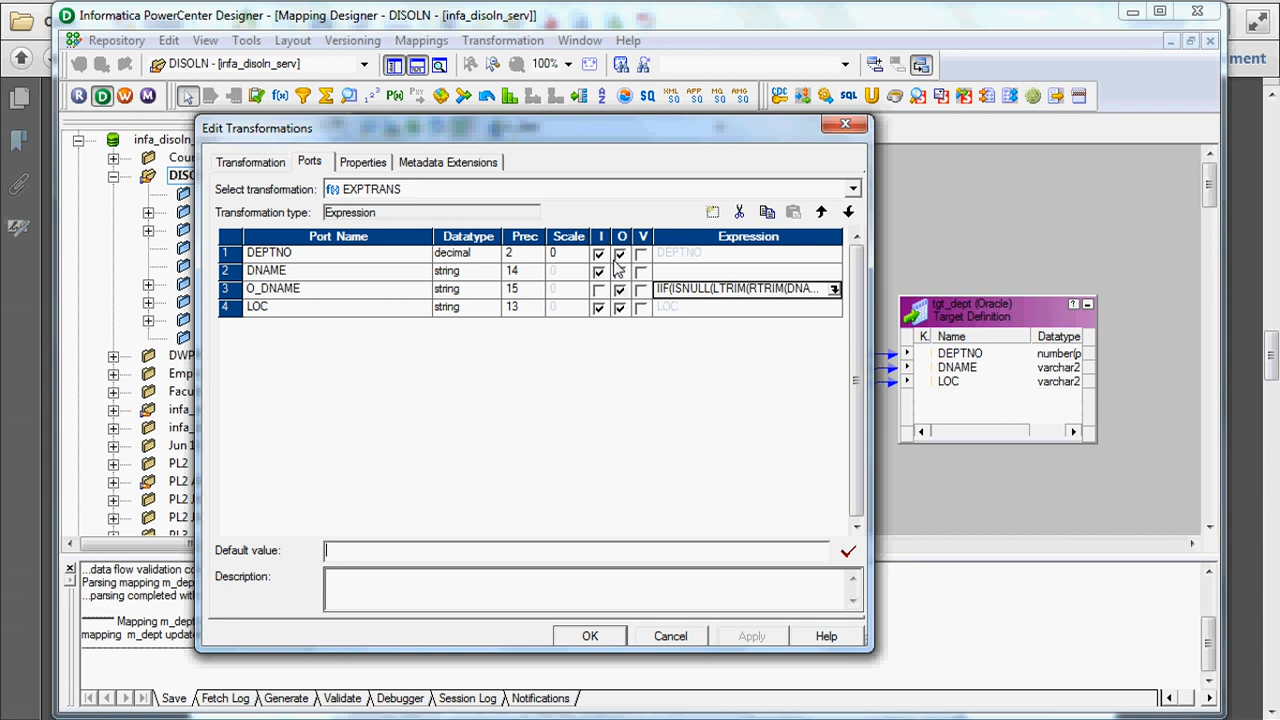 Informatica PowerCenter Designer - [Mapping Designer - DISOLN - [infa_disoln_serv]]
Repository Edit View Tools Layout Versioning Mappings Transformation Window Help
DISOLN - [infa_disoln_serv] 100%
ment
Edit Transformations
infa_disoln_
Cour
DISO
DWP
Emp
Facu
infa_
infa_
Jun 1
PL2
PL2 A
PL2 J
PL2 J
Transformation Ports Properties Metadata Extensions
Select transformation: f(x) EXPTRANS
Transformation type: Expression
Port Name Datatype Prec Scale I O V Expression
1 DEPTNO decimal 2 0 DEPTNO
2 DNAME string 14 0
3 O_DNAME string 15 0 IIF(ISNULL(LTRIM(RTRIM(DNA...
4 LOC string 13 0 LOC
Default value:
Description:
OK Cancel Apply Help
tgt_dept (Oracle)
Target Definition
K. Name Datatype
DEPTNO number(p
DNAME varchar2
LOC varchar2
...data flow validation co
Parsing mapping m_dept
...parsing completed with
******** Mapping m_dept
mapping m_dept update
Save Fetch Log Generate Validate Debugger Session Log Notifications